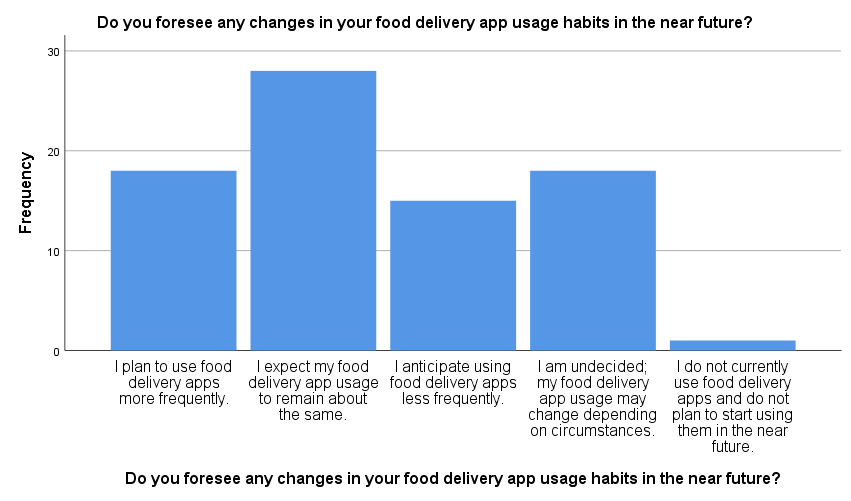 Do you foresee any changes in your food delivery app usage habits in the near future?
30
20
10
0
Frequency
I plan to use food
delivery apps
more frequently.
I expect my food
delivery app usage
to remain about
the same.
I anticipate using
food delivery apps
less frequently.
I am undecided;
my food delivery
app usage may
change depending
on circumstances.
I do not currently
use food delivery
apps and do not
plan to start using
them in the near
future.
Do you foresee any changes in your food delivery app usage habits in the near future?